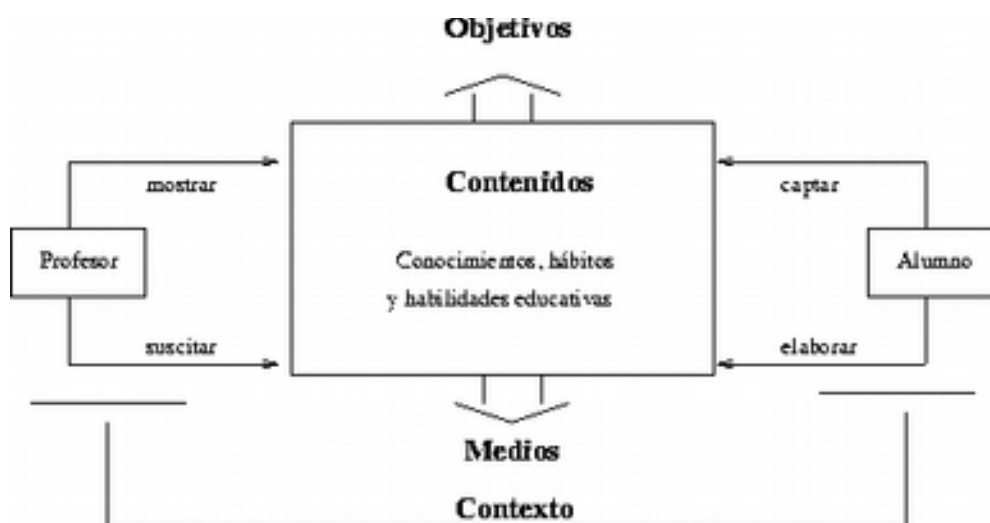 Objetivos
mostrar
Contenidos
captar
Profesor
Conocimientos, hábitos
y habilidades educativas
Alumno
suscitar
elaborar
Medios
Contexto